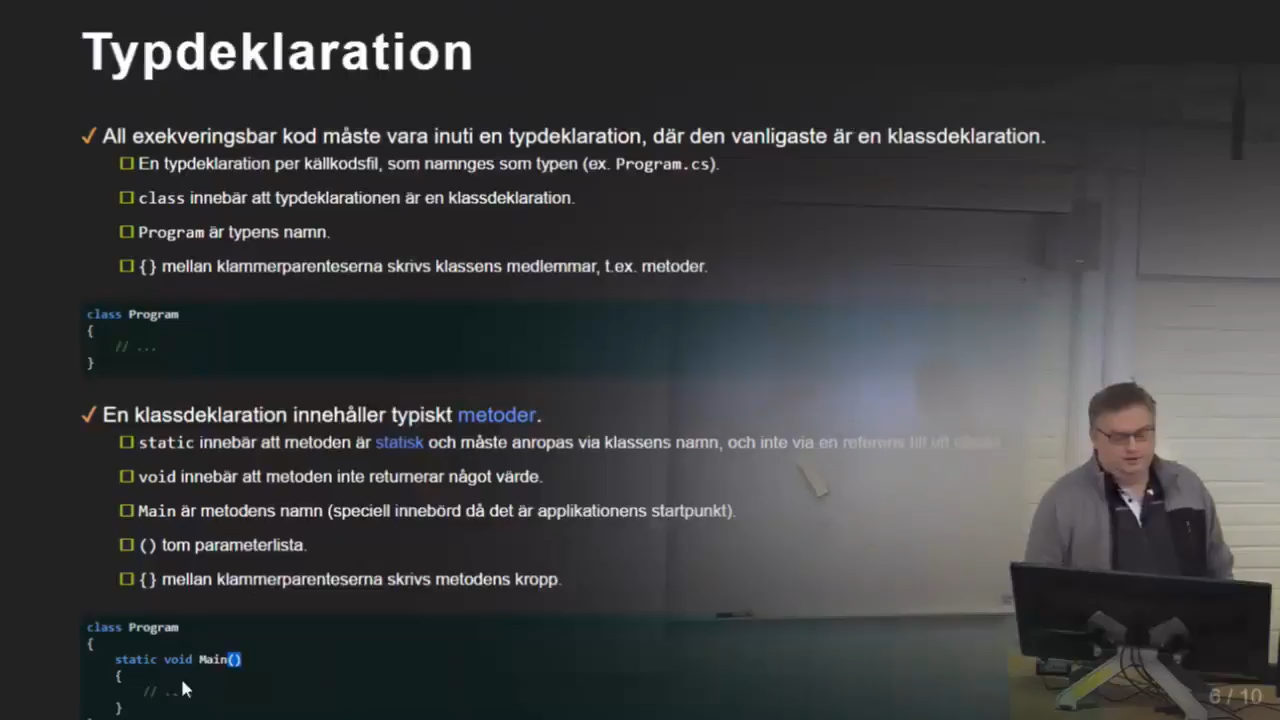 Typdeklaration
✓ All exekveringsbar kod måste vara inuti en typdeklaration, där den vanligaste är en klassdeklaration.
En typdeklaration per källkodsfil, som namnges som typen (ex. Program.cs).
class innebär att typdeklarationen är en klassdeklaration.
Program är typens namn.
{} mellan klammerparenteserna skrivs klassens medlemmar, t.ex. metoder.
class Program
{
// ...
}
✓ En klassdeklaration innehåller typiskt metoder.
static innebär att metoden är statisk och måste anropas via klassens namn, och inte via en referens till ett
void innebär att metoden inte returnerar något värde.
Main är metodens namn (speciell innebörd då det är applikationens startpunkt).
() tom parameterlista.
{} mellan klammerparenteserna skrivs metodens kropp.
class Program
{
static void Main()
{
// ...
}
6 / 10